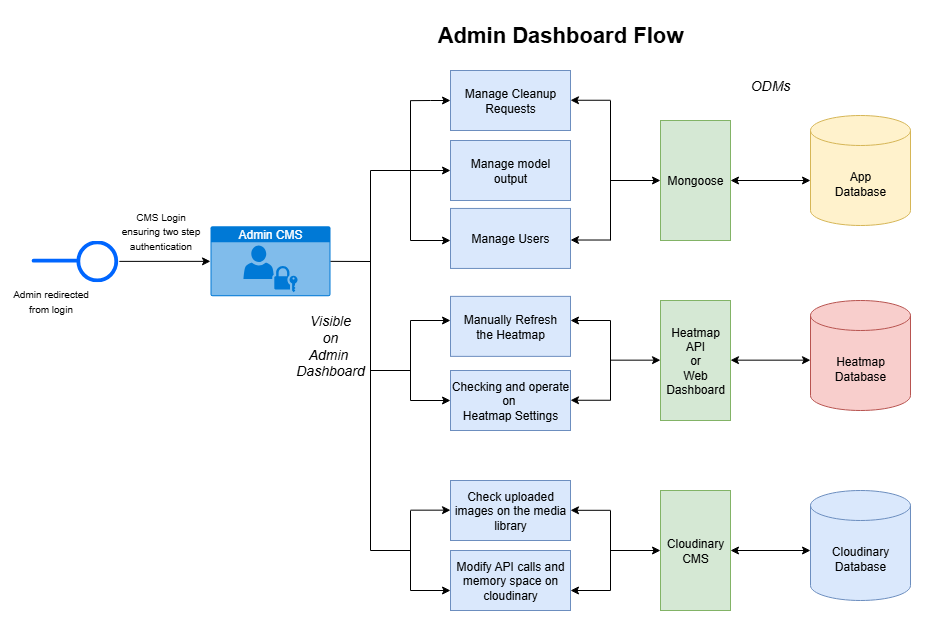 Admin Dashboard Flow
ODMs
Manage Cleanup
Requests
Manage model
output
Manage Users
Mongoose
App
Database
CMS Login
ensuring two step
authentication
Admin CMS
Admin redirected
from login
Visible
on
Admin
Dashboard
Manually Refresh
the Heatmap
Checking and operate
on
Heatmap Settings
Heatmap
API
or
Web
Dashboard
Heatmap
Database
Check uploaded
images on the media
library
Modify API calls and
memory space on
cloudinary
Cloudinary
CMS
Cloudinary
Database